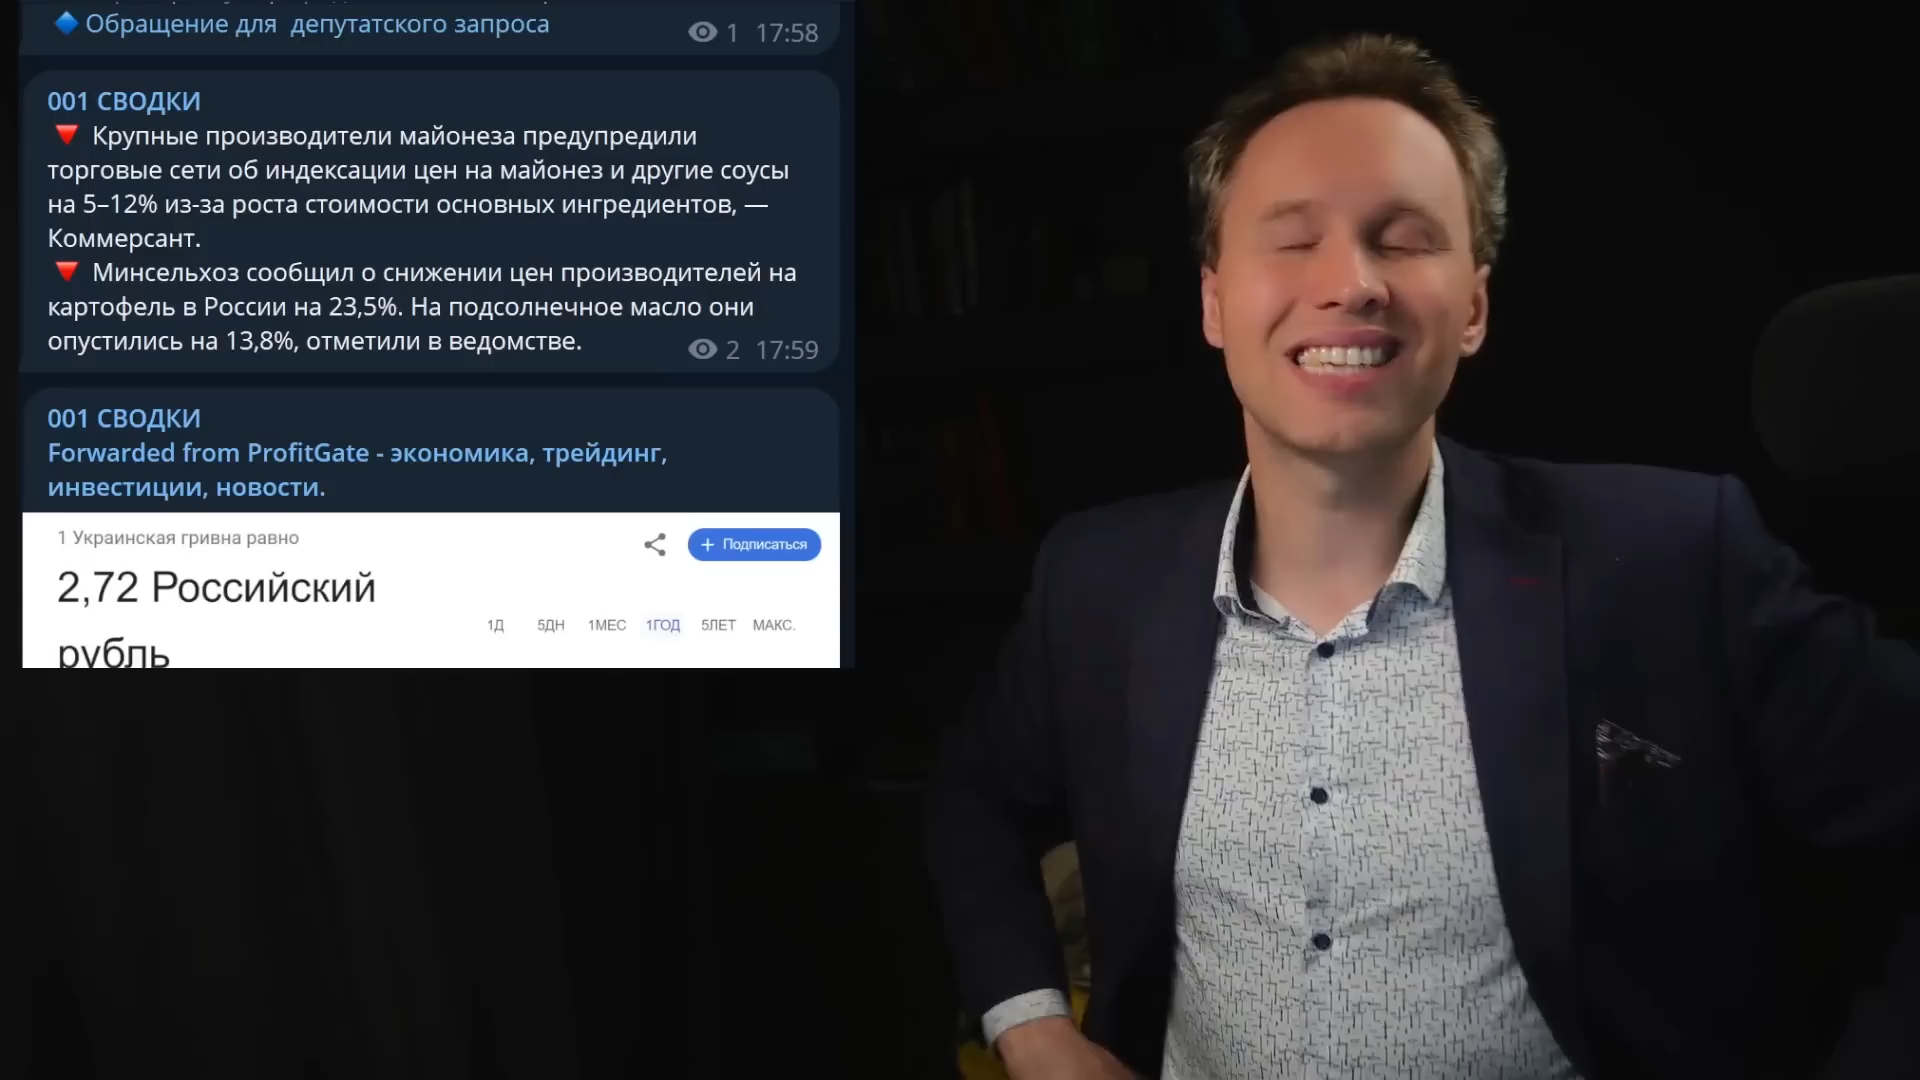 Обращение для депутатского запроса
1 17:58
001 СВОДКИ
Крупные производители майонеза предупредили
торговые сети об индексации цен на майонез и другие соусы
на 5–12% из-за роста стоимости основных ингредиентов, —
Коммерсант.
Минсельхоз сообщил о снижении цен производителей на
картофель в России на 23,5%. На подсолнечное масло они
опустились на 13,8%, отметили в ведомстве.
2 17:59
001 СВОДКИ
Forwarded from ProfitGate - экономика, трейдинг,
инвестиции, новости.
1 Украинская гривна равно
+ Подписаться
2,72 Российский
рубль
1Д 5ДН 1МЕС 1ГОД 5ЛЕТ МАКС.